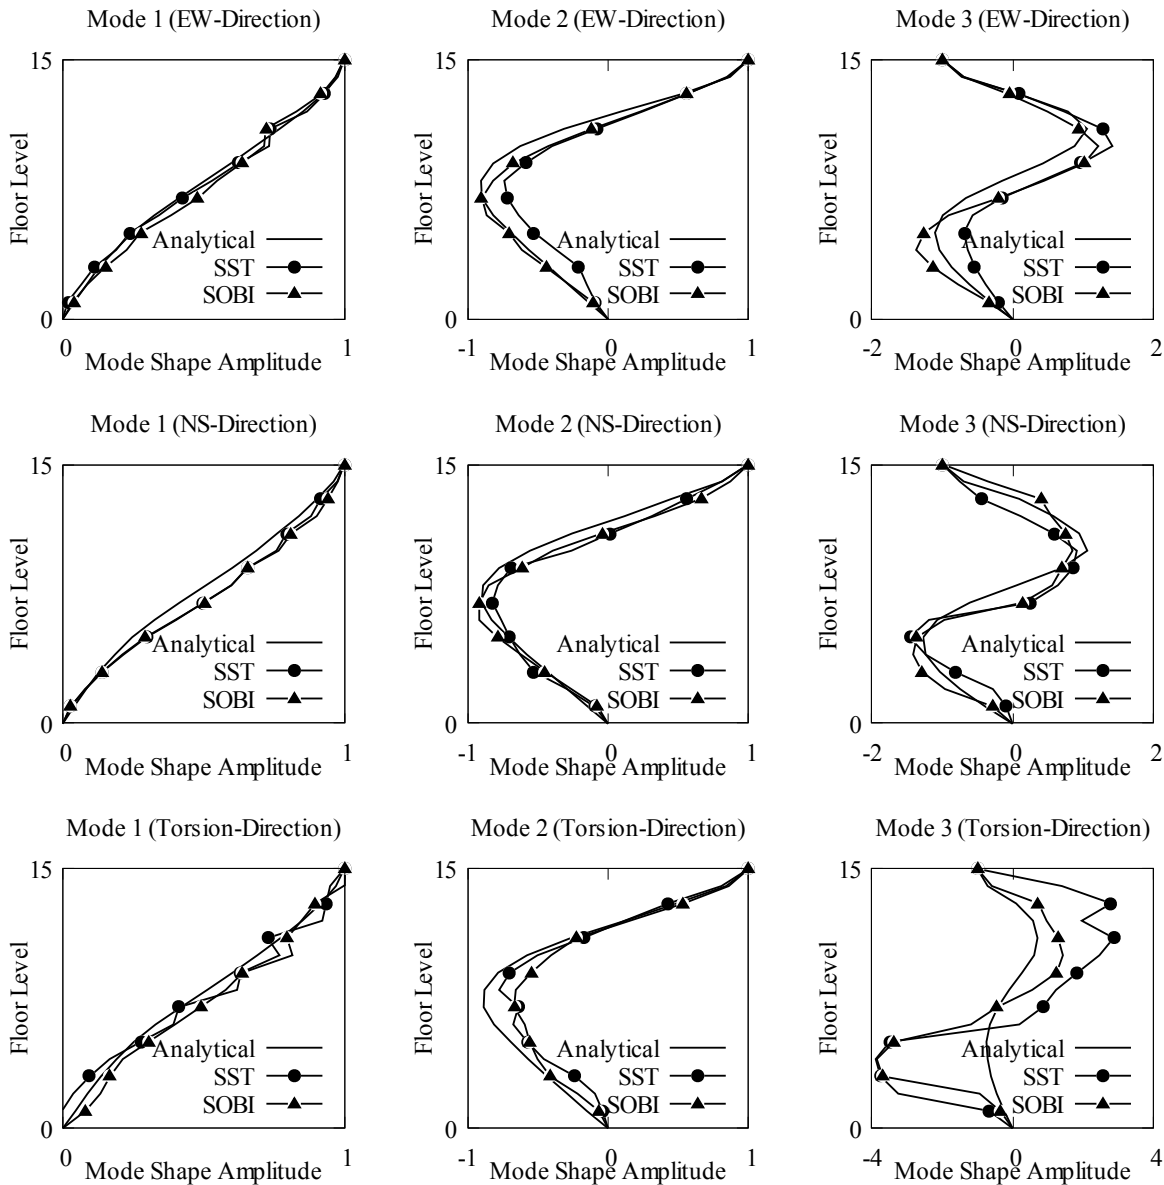 Mode 1 (EW-Direction)
15
Floor Level
Analytical
SST
SOBI
0
0
1
Mode Shape Amplitude
Mode 2 (EW-Direction)
15
Floor Level
Analytical
SST
SOBI
0
-1
0
1
Mode Shape Amplitude
Mode 3 (EW-Direction)
15
Floor Level
Analytical
SST
SOBI
0
-2
0
2
Mode Shape Amplitude
Mode 1 (NS-Direction)
15
Floor Level
Analytical
SST
SOBI
0
0
1
Mode Shape Amplitude
Mode 2 (NS-Direction)
15
Floor Level
Analytical
SST
SOBI
0
-1
0
1
Mode Shape Amplitude
Mode 3 (NS-Direction)
15
Floor Level
Analytical
SST
SOBI
0
-2
0
2
Mode Shape Amplitude
Mode 1 (Torsion-Direction)
15
Floor Level
Analytical
SST
SOBI
0
0
1
Mode Shape Amplitude
Mode 2 (Torsion-Direction)
15
Floor Level
Analytical
SST
SOBI
0
-1
0
1
Mode Shape Amplitude
Mode 3 (Torsion-Direction)
15
Floor Level
Analytical
SST
SOBI
0
-4
0
4
Mode Shape Amplitude